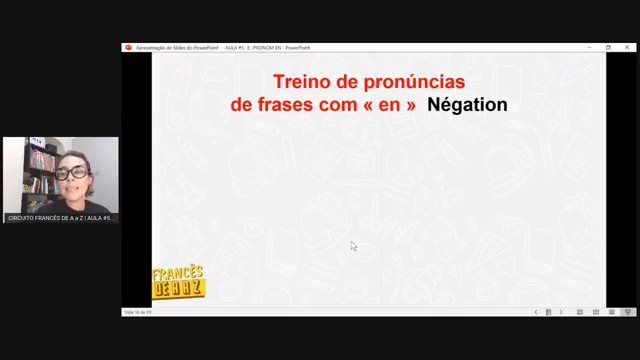 Apresentação de Slides do PowerPoint - AULA #5 :E: PRONOM EN - PowerPoint
Treino de pronúncias
de frases com « en » Négation
CIRCUITO FRANCÊS DE A a Z | AULA #5...
FRANCÊS
DE A A Z